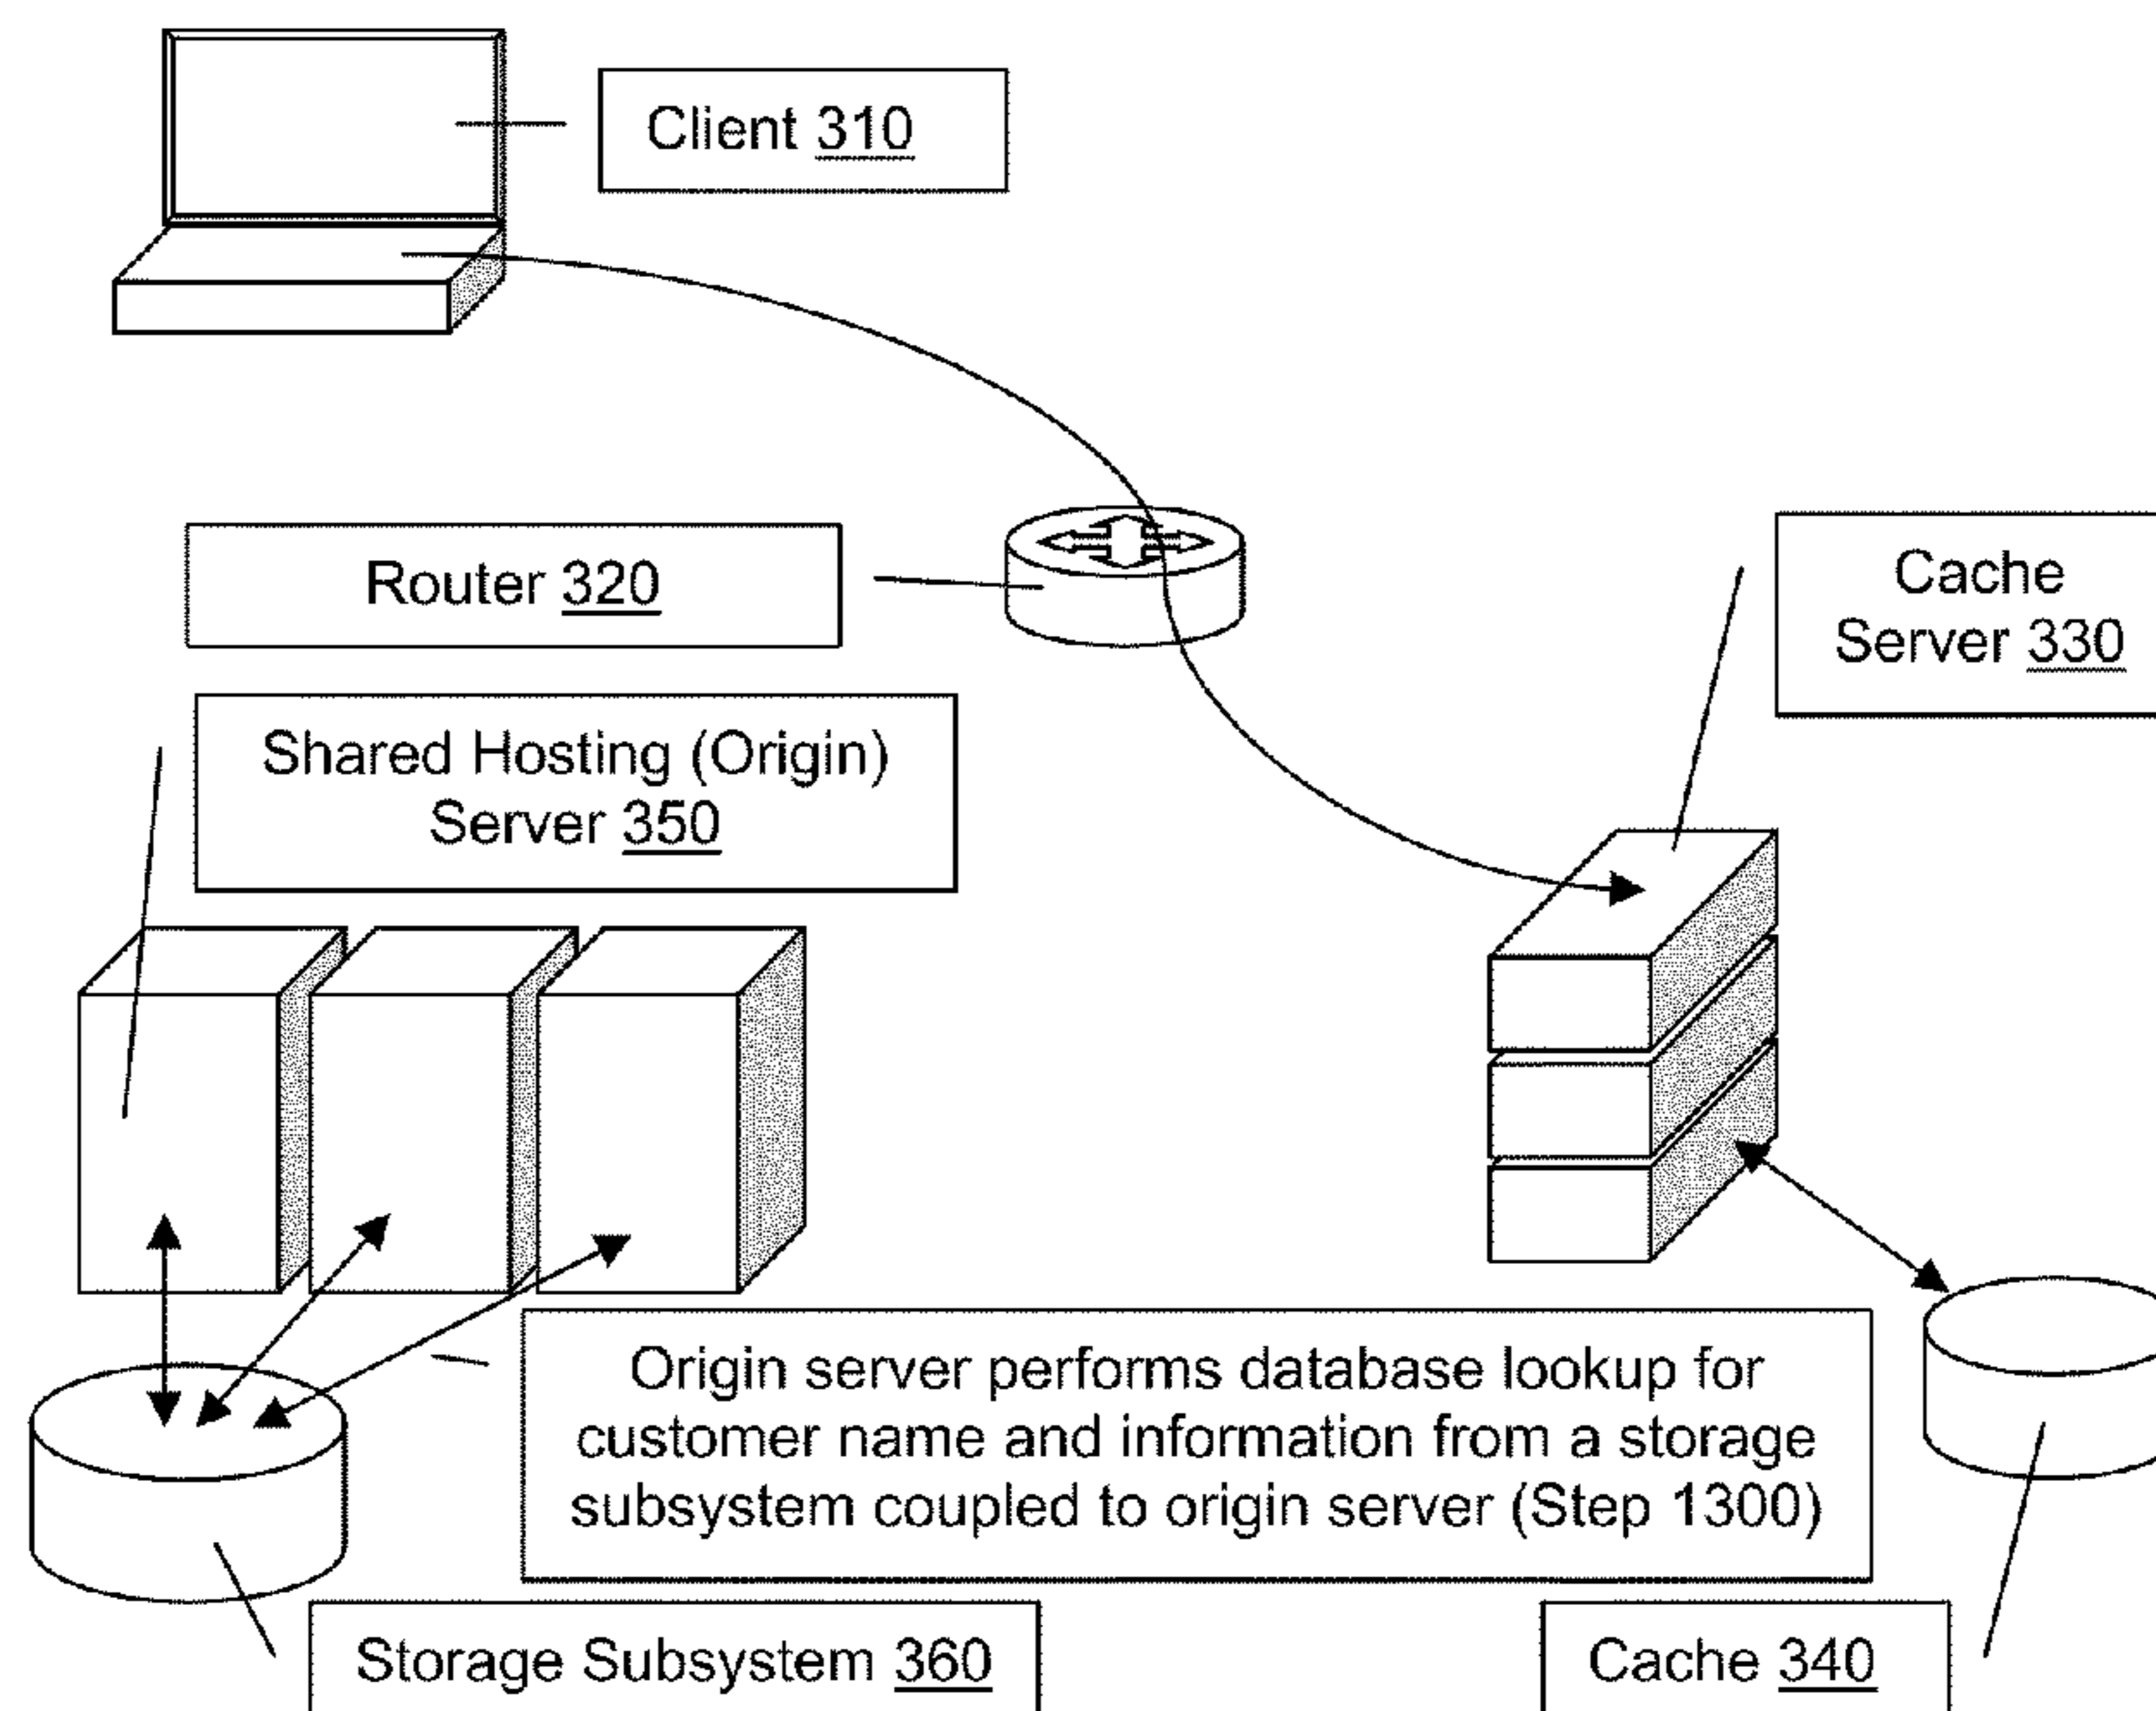 Client 310
Router 320
Cache
Server 330
Shared Hosting (Origin)
Server 350
Origin server performs database lookup for
customer name and information from a storage
subsystem coupled to origin server (Step 1300)
Storage Subsystem 360
Cache 340